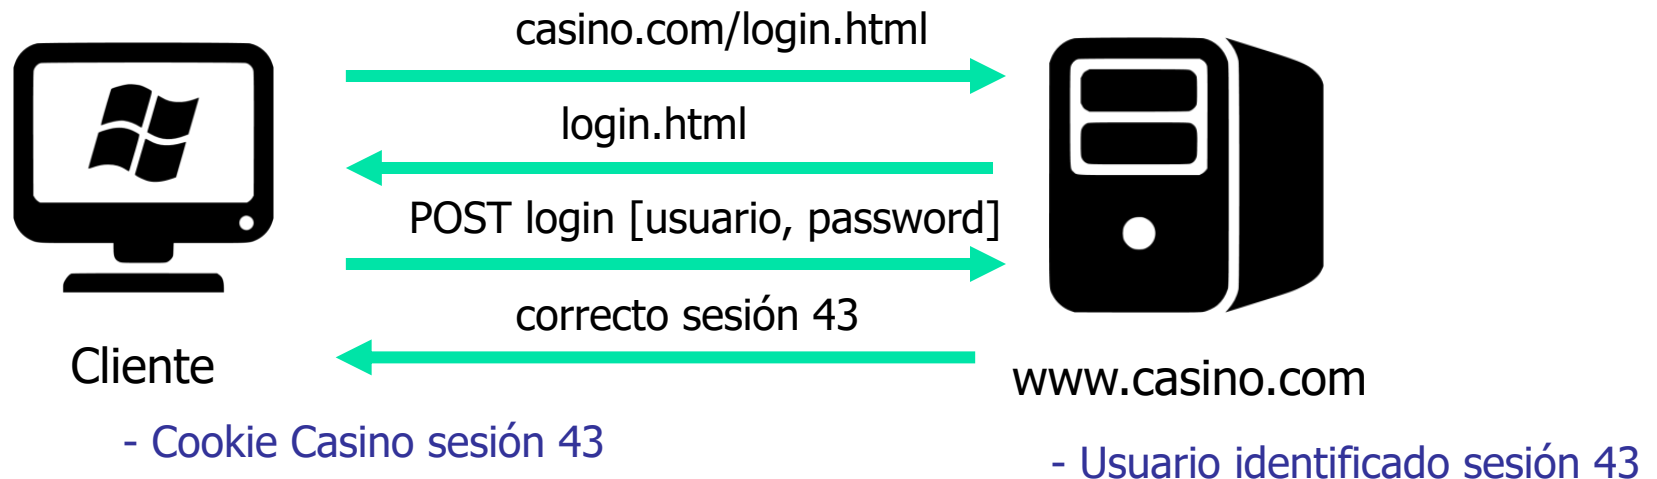 casino.com/login.html
login.html
POST login [usuario, password]
correcto sesión 43
Cliente
www.casino.com
- Cookie Casino sesión 43
- Usuario identificado sesión 43